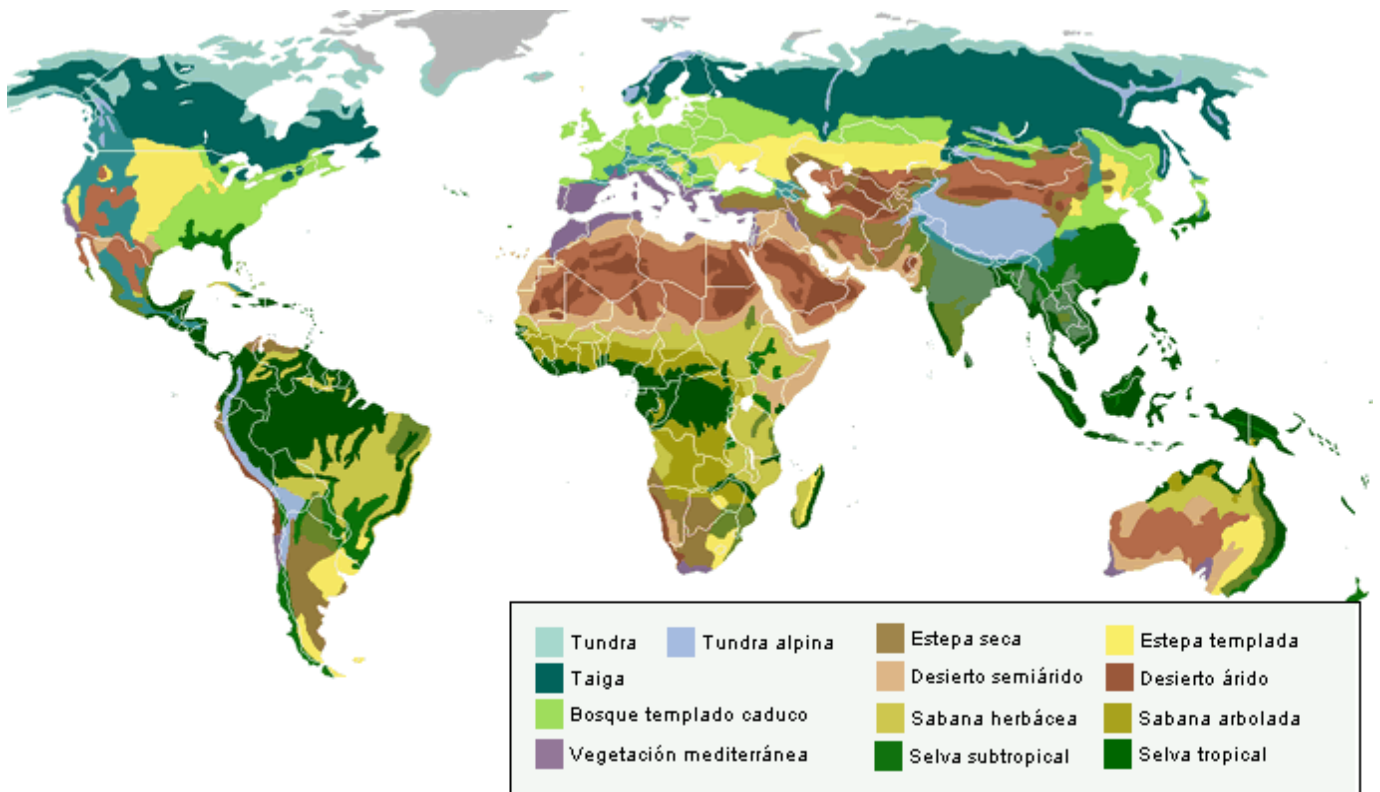 Tundra
Tundra alpina
Estepa seca
Estepa templada
Taiga
Desierto semiárido
Desierto árido
Bosque templado caduco
Sabana herbácea
Sabana arbolada
Vegetación mediterránea
Selva subtropical
Selva tropical